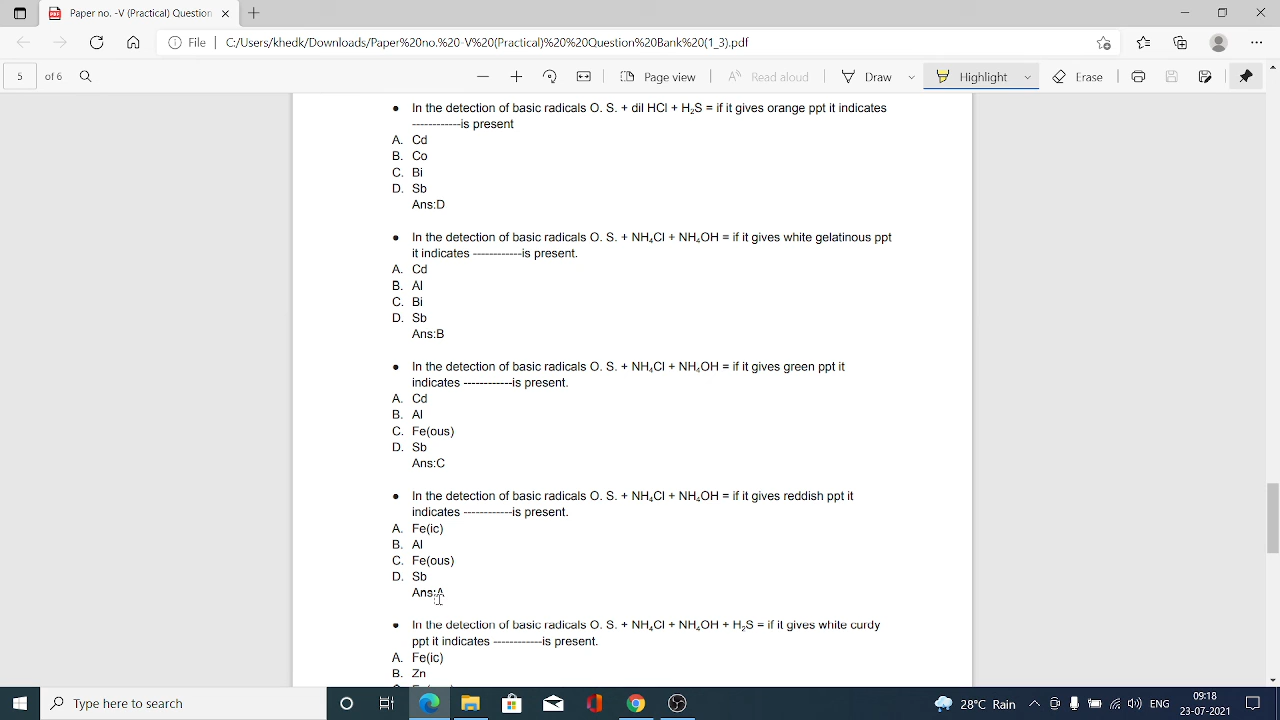 Paper no. -V (Practical) Question
File
C:/Users/khedk/Downloads/Paper%20no.%20-V%20(Practical)%20%20Question%20Bank%20(1_3).pdf
5 of 6
Page view
Read aloud
Draw
Highlight
Erase
• In the detection of basic radicals O. S. + dil HCl + H₂S = if it gives orange ppt it indicates
------------is present
A. Cd
B. Co
C. Bi
D. Sb
Ans:D
• In the detection of basic radicals O. S. + NH₄Cl + NH₄OH = if it gives white gelatinous ppt
it indicates ------------is present.
A. Cd
B. Al
C. Bi
D. Sb
Ans:B
• In the detection of basic radicals O. S. + NH₄Cl + NH₄OH = if it gives green ppt it
indicates ------------is present.
A. Cd
B. Al
C. Fe(ous)
D. Sb
Ans:C
• In the detection of basic radicals O. S. + NH₄Cl + NH₄OH = if it gives reddish ppt it
indicates ------------is present.
A. Fe(ic)
B. Al
C. Fe(ous)
D. Sb
Ans:A
• In the detection of basic radicals O. S. + NH₄Cl + NH₄OH + H₂S = if it gives white curdy
ppt it indicates ------------is present.
A. Fe(ic)
B. Zn
Type here to search
28°C Rain
ENG
09:18
23-07-2021